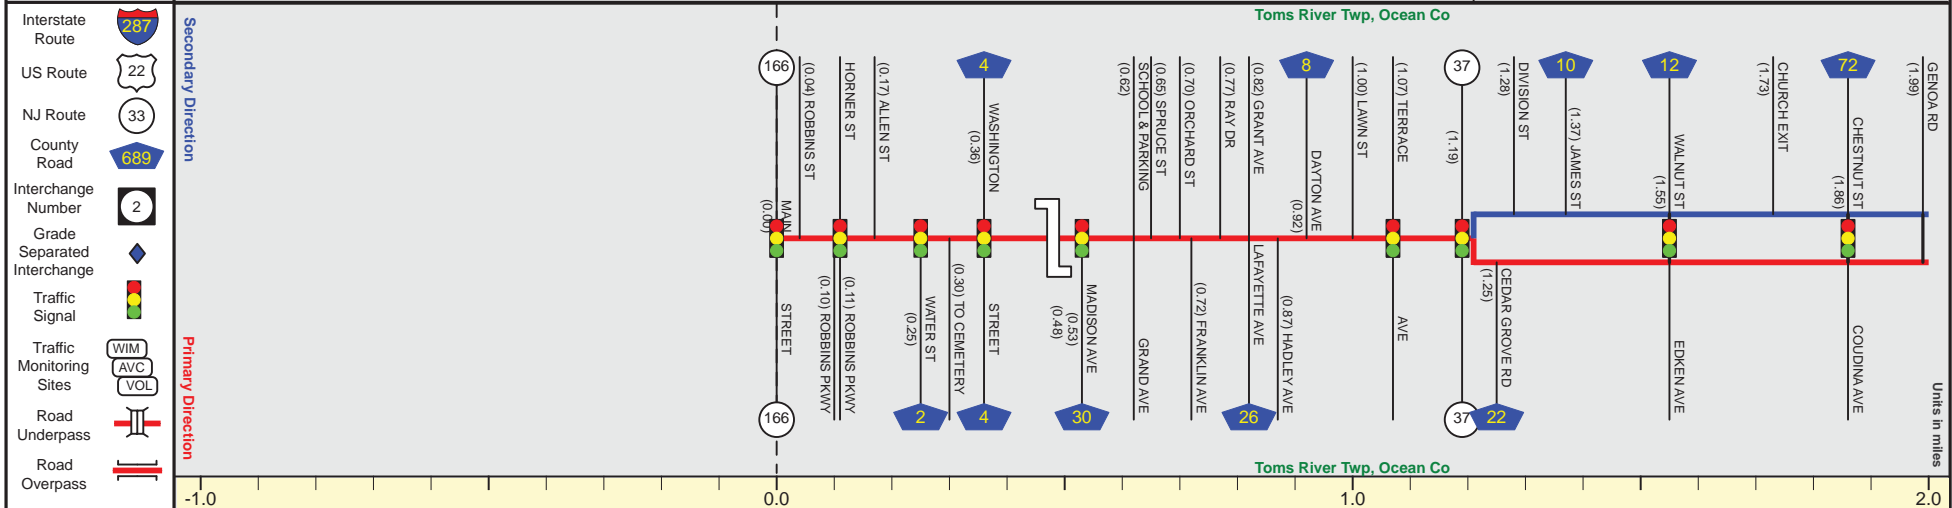 Interstate
Route
287
US Route
22
NJ Route
33
County
Road
689
Interchange
Number
2
Grade
Separated
Interchange
Traffic
Signal
Traffic
Monitoring
Sites
WIM
AVC
VOL
Road
Underpass
Road
Overpass
Secondary Direction
Primary Direction
Toms River Twp, Ocean Co
166
(0.04) ROBBINS ST
HORNER ST
(0.17) ALLEN ST
4
WASHINGTON
(0.36)
(0.62)
SCHOOL & PARKING
(0.65) SPRUCE ST
(0.70) ORCHARD ST
(0.77) RAY DR
(0.82) GRANT AVE
8
DAYTON AVE
(0.92)
(1.00) LAWN ST
(1.07) TERRACE
37
(1.19)
DIVISION ST
(1.28)
10
(1.37) JAMES ST
12
WALNUT ST
(1.55)
CHURCH EXIT
(1.73)
72
CHESTNUT ST
(1.86)
GENOA RD
(1.99)
MAIN
(0.00)
STREET
166
(0.10) ROBBINS PKWY
(0.11) ROBBINS PKWY
WATER ST
(0.25)
2
(0.30) TO CEMETERY
STREET
4
MADISON AVE
(0.53)
(0.48)
30
GRAND AVE
(0.72) FRANKLIN AVE
LAFAYETTE AVE
26
(0.87) HADLEY AVE
AVE
37
CEDAR GROVE RD
(1.25)
22
EDKEN AVE
COUDINA AVE
Units in miles
Toms River Twp, Ocean Co
-1.0
0.0
1.0
2.0